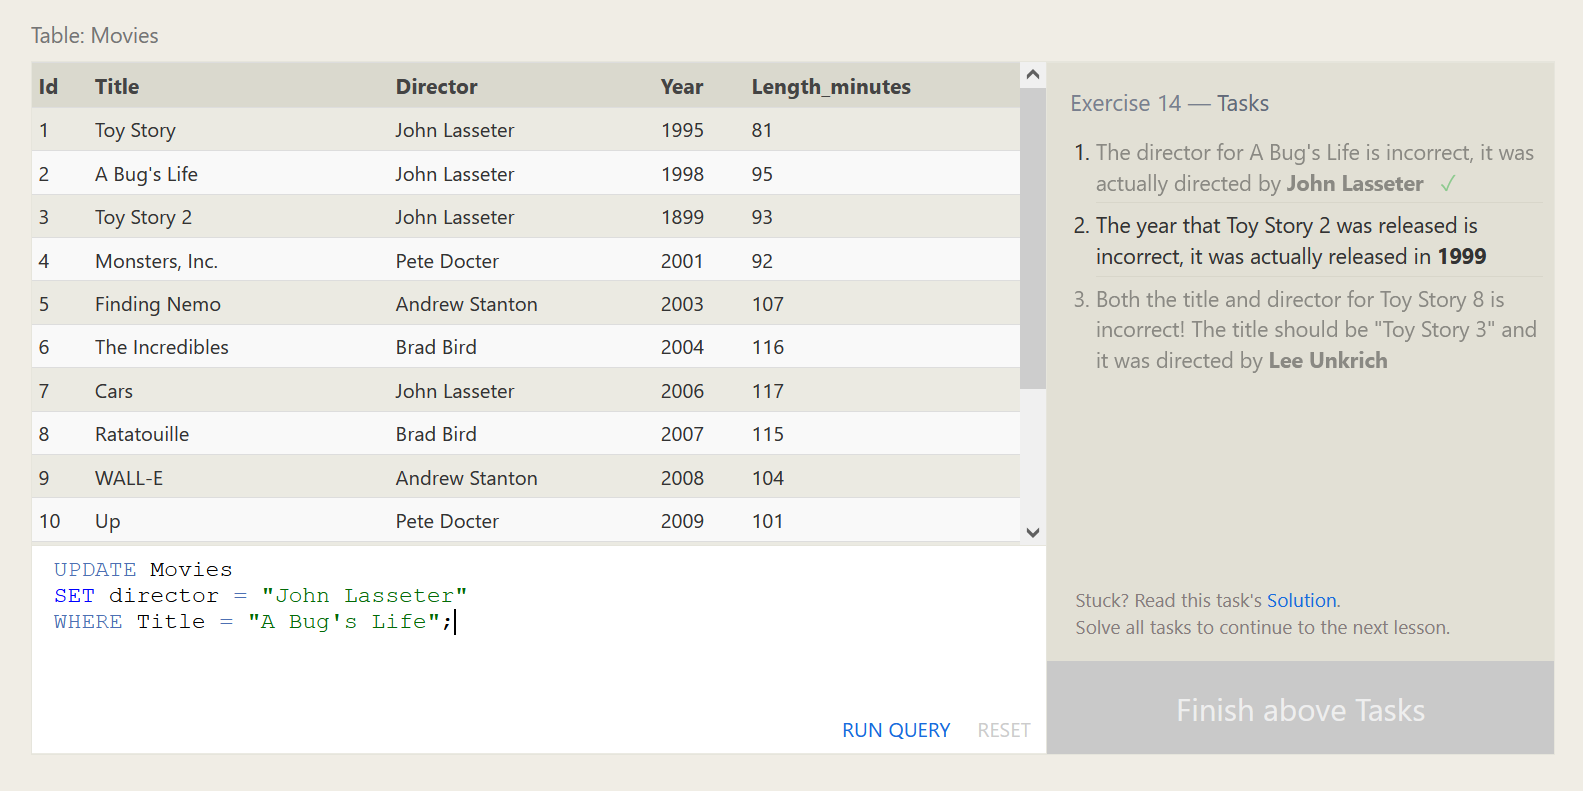 Table: Movies
Id Title Director Year Length_minutes
1 Toy Story John Lasseter 1995 81
2 A Bug's Life John Lasseter 1998 95
3 Toy Story 2 John Lasseter 1899 93
4 Monsters, Inc. Pete Docter 2001 92
5 Finding Nemo Andrew Stanton 2003 107
6 The Incredibles Brad Bird 2004 116
7 Cars John Lasseter 2006 117
8 Ratatouille Brad Bird 2007 115
9 WALL-E Andrew Stanton 2008 104
10 Up Pete Docter 2009 101
UPDATE Movies
SET director = "John Lasseter"
WHERE Title = "A Bug's Life";
RUN QUERY RESET
Exercise 14 — Tasks
1. The director for A Bug's Life is incorrect, it was
actually directed by John Lasseter ✓
2. The year that Toy Story 2 was released is
incorrect, it was actually released in 1999
3. Both the title and director for Toy Story 8 is
incorrect! The title should be "Toy Story 3" and
it was directed by Lee Unkrich
Stuck? Read this task's Solution.
Solve all tasks to continue to the next lesson.
Finish above Tasks